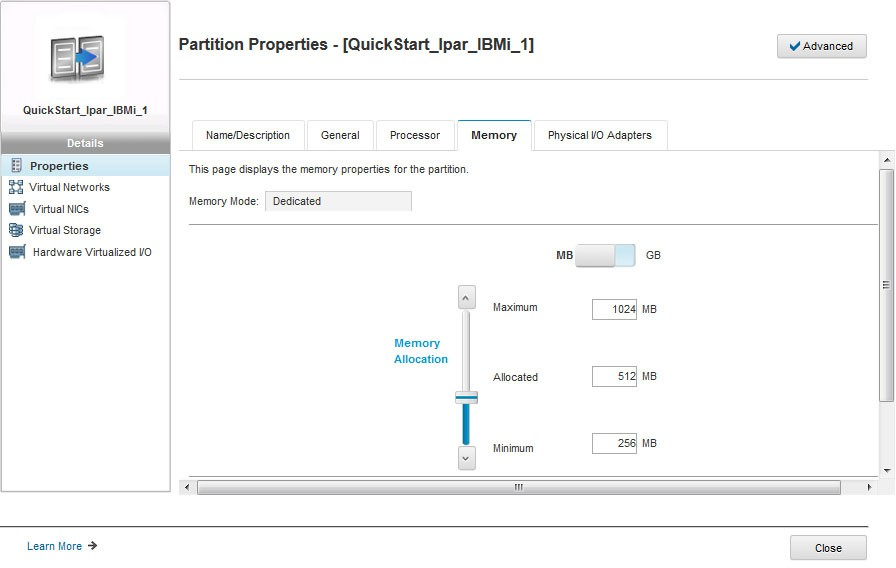 Partition Properties - [QuickStart_lpar_IBMi_1]
Advanced
QuickStart_lpar_IBMi_1
Details
Properties
Virtual Networks
Virtual NICs
Virtual Storage
Hardware Virtualized I/O
Name/Description General Processor Memory Physical I/O Adapters
This page displays the memory properties for the partition.
Memory Mode: Dedicated
MB GB
Maximum 1024 MB
Memory
Allocation
Allocated 512 MB
Minimum 256 MB
Learn More
Close